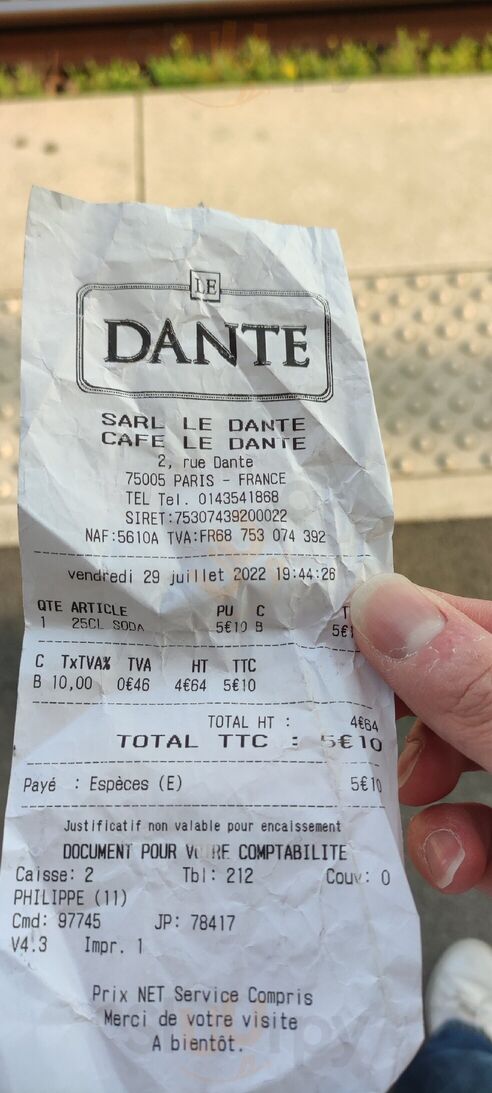 LE
DANTE
SARL LE DANTE
CAFE LE DANTE
2, rue Dante
75005 PARIS - FRANCE
TEL Tel. 0143541868
SIRET:75307439200022
NAF:5610A TVA:FR68 753 074 392
vendredi 29 juillet 2022 19:44:26
QTE ARTICLE PU C T
1 25CL SODA 5€10 B 5€1
C TxTVA% TVA HT TTC
B 10,00 0€46 4€64 5€10
TOTAL HT : 4€64
TOTAL TTC : 5€10
Payé : Espèces (E) 5€10
Justificatif non valable pour encaissement
DOCUMENT POUR V RE COMPTABILITE
Caisse: 2 Tbl: 212 Couv: 0
PHILIPPE (11)
Cmd: 97745 JP: 78417
V4.3 Impr. 1
Prix NET Service Compris
Merci de votre visite
A bientôt.